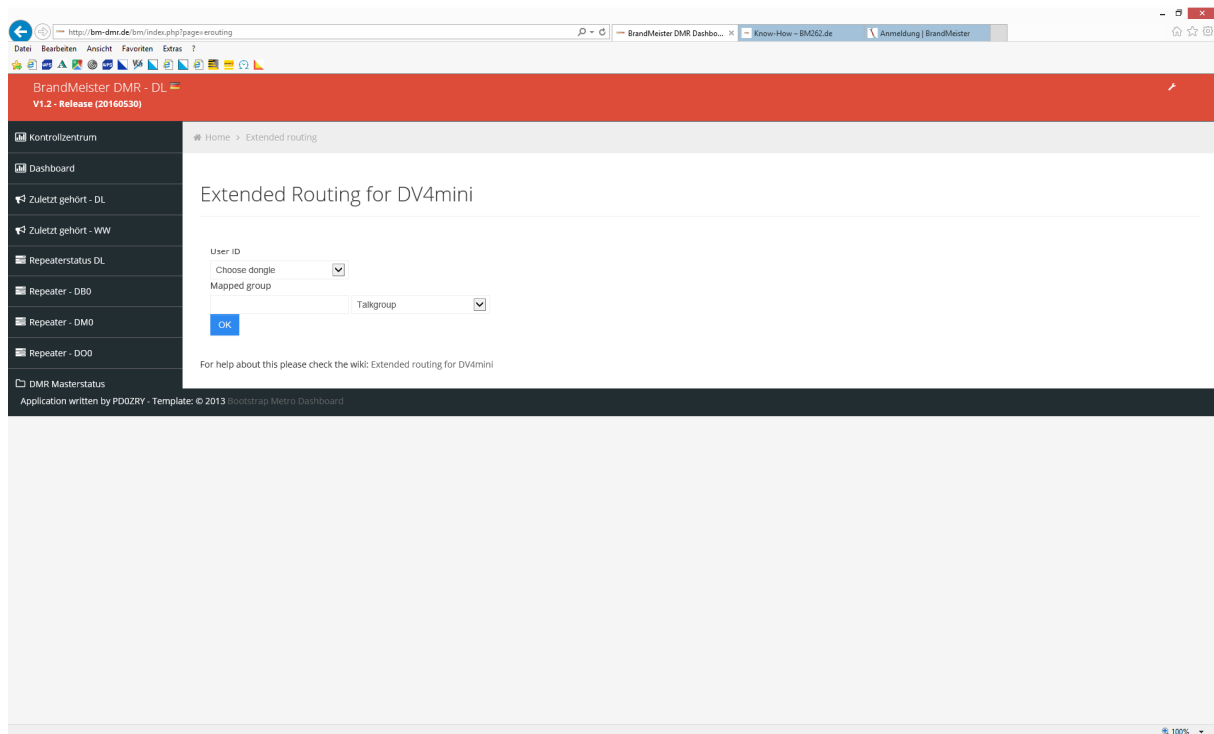 http://bm-dmr.de/bm/index.php?page=erouting
BrandMeister DMR Dashbo...
Know-How – BM262.de
Anmeldung | BrandMeister
Datei Bearbeiten Ansicht Favoriten Extras ?
BrandMeister DMR - DL
V1.2 - Release (20160530)
Kontrollzentrum
Home > Extended routing
Dashboard
Zuletzt gehört - DL
Zuletzt gehört - WW
Repeaterstatus DL
Repeater - DB0
Repeater - DM0
Repeater - DO0
DMR Masterstatus
Extended Routing for DV4mini
User ID
Choose dongle
Mapped group
Talkgroup
OK
For help about this please check the wiki: Extended routing for DV4mini
Application written by PD0ZRY - Template: © 2013 Bootstrap Metro Dashboard
100%